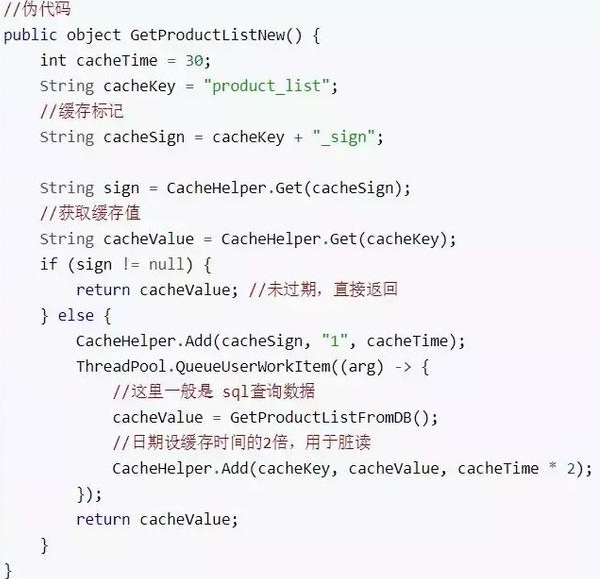 //伪代码
public object GetProductListNew() {
    int cacheTime = 30;
    String cacheKey = "product_list";
    //缓存标记
    String cacheSign = cacheKey + "_sign";

    String sign = CacheHelper.Get(cacheSign);
    //获取缓存值
    String cacheValue = CacheHelper.Get(cacheKey);
    if (sign != null) {
        return cacheValue; //未过期，直接返回
    } else {
        CacheHelper.Add(cacheSign, "1", cacheTime);
        ThreadPool.QueueUserWorkItem((arg) -> {
            //这里一般是 sql查询数据
            cacheValue = GetProductListFromDB();
            //日期设缓存时间的2倍，用于脏读
            CacheHelper.Add(cacheKey, cacheValue, cacheTime * 2);
        });
        return cacheValue;
    }
}